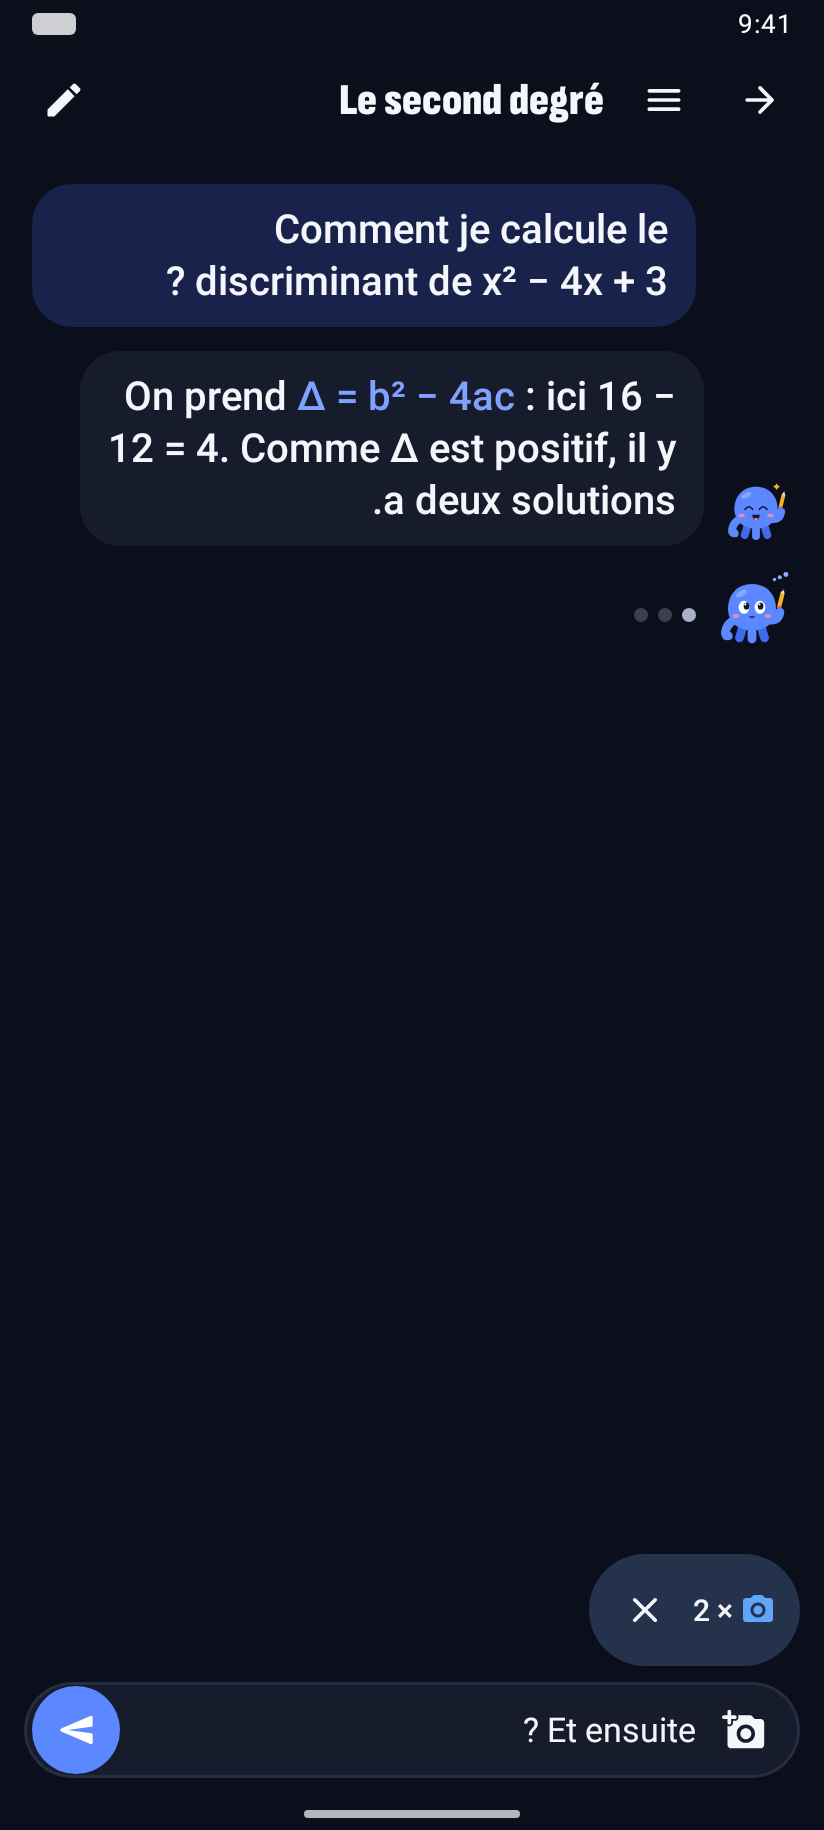 9:41
Le second degré
Comment je calcule le
discriminant de x² − 4x + 3 ?
On prend Δ = b² − 4ac : ici 16 −
12 = 4. Comme Δ est positif, il y
a deux solutions.
2 ×
Et ensuite ?